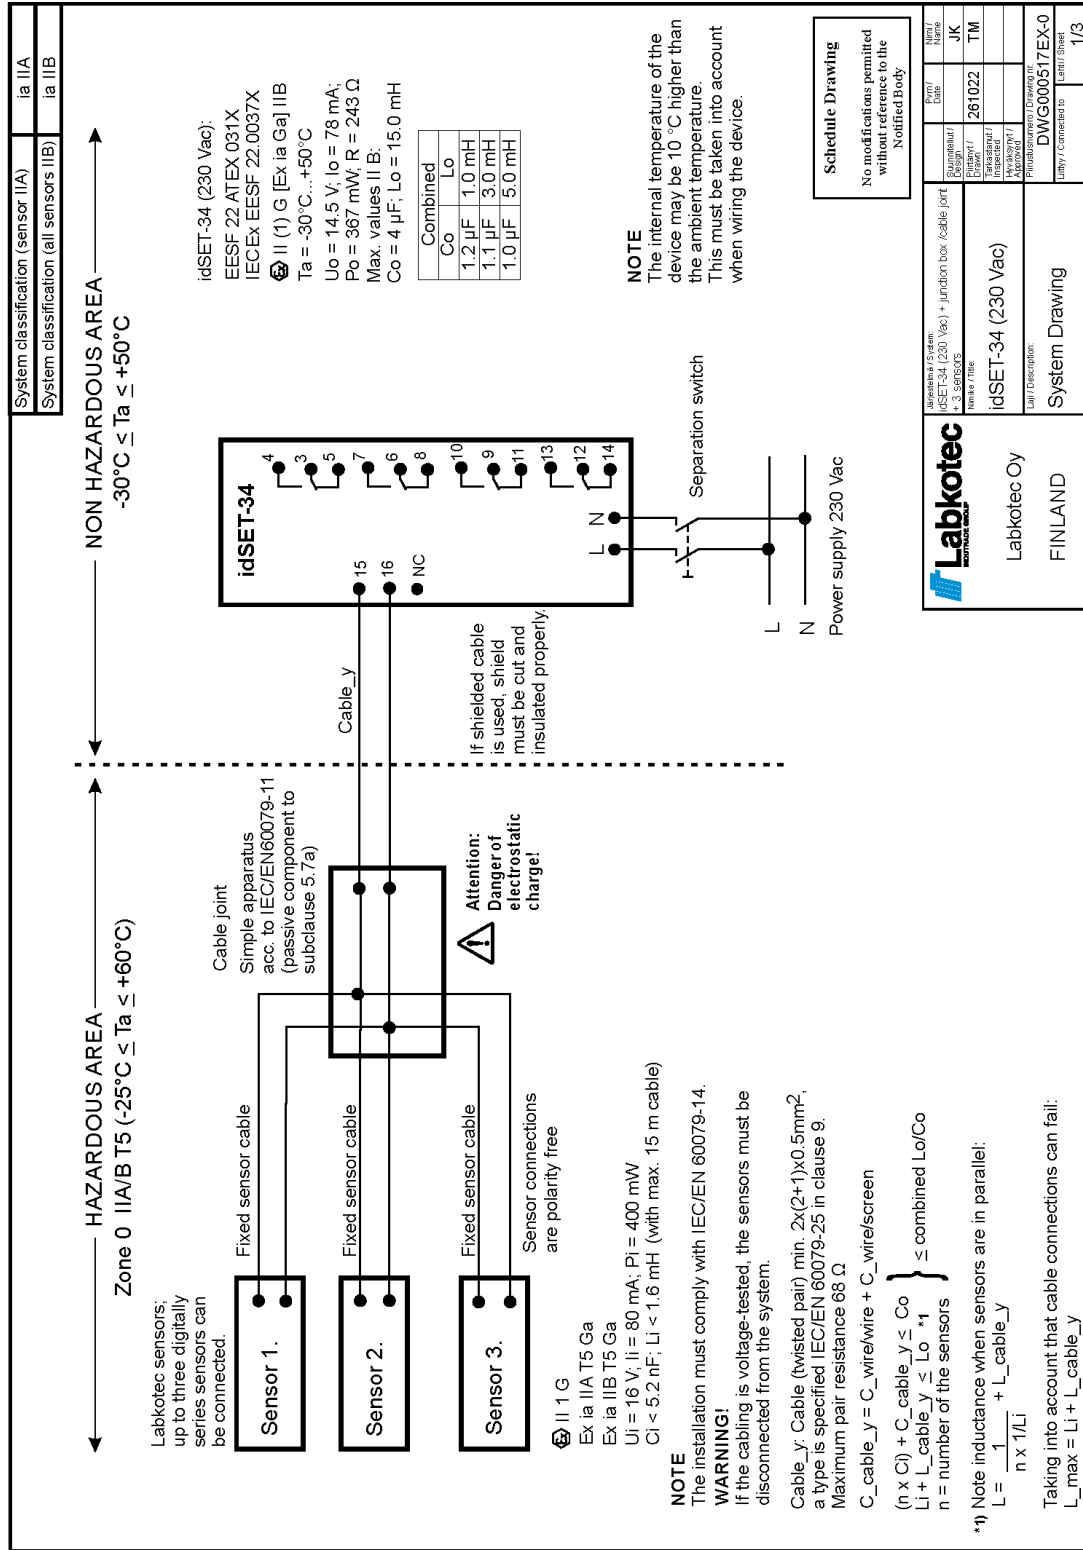 System classification (sensor IIA)
ia IIA
System classification (all sensors IIB)
ia IIB
HAZARDOUS AREA
Zone 0 IIA/B T5 (-25°C ≤ Ta ≤ +60°C)
NON HAZARDOUS AREA
-30°C ≤ Ta ≤ +50°C
Labkotec sensors;
up to three digitally
series sensors can
be connected.
Sensor 1.
Sensor 2.
Sensor 3.
Fixed sensor cable
Fixed sensor cable
Fixed sensor cable
Sensor connections
are polarity free
Cable joint
Simple apparatus
acc. to IEC/EN60079-11
(passive component to
subclause 5.7a)
Attention:
Danger of
electrostatic
charge!
Cable_y
If shielded cable
is used, shield
must be cut and
insulated properly.
idSET-34
15
16
NC
4
3
5
7
6
8
10
9
11
13
12
14
L
N
Separation switch
L
N
Power supply 230 Vac
idSET-34 (230 Vac):
EESF 22 ATEX 031X
IECEx EESF 22.0037X
Ex II (1) G [Ex ia Ga] IIB
Ta = -30°C...+50°C
Uo = 14.5 V; Io = 78 mA;
Po = 367 mW; R = 243 Ω
Max. values II B:
Co = 4 µF; Lo = 15.0 mH
Combined
Co Lo
1.2 µF 1.0 mH
1.1 µF 3.0 mH
1.0 µF 5.0 mH
NOTE
The internal temperature of the
device may be 10 °C higher than
the ambient temperature.
This must be taken into account
when wiring the device.
Ex II 1 G
Ex ia IIA T5 Ga
Ex ia IIB T5 Ga
Ui = 16 V; Ii = 80 mA; Pi = 400 mW
Ci < 5.2 nF; Li < 1.6 mH (with max. 15 m cable)
NOTE
The installation must comply with IEC/EN 60079-14.
WARNING!
If the cabling is voltage-tested, the sensors must be
disconnected from the system.
Cable_y: Cable (twisted pair) min. 2x(2+1)x0.5mm²,
a type is specified IEC/EN 60079-25 in clause 9.
Maximum pair resistance 68 Ω
C_cable_y = C_wire/wire + C_wire/screen
(n x Ci) + C_cable_y ≤ Co
Li + L_cable_y ≤ Lo *1
} ≤ combined Lo/Co
n = number of the sensors
*1) Note inductance when sensors are in parallel:
L = 1 / n x 1/Li + L_cable_y
Taking into account that cable connections can fail:
L_max = Li + L_cable_y
Schedule Drawing
No modifications permitted
without reference to the
Notified Body
Labkotec
INDUTRADE GROUP
Labkotec Oy
FINLAND
Järjestelmä / System:
idSET-34 (230 Vac) + junction box /cable joint
+ 3 sensors
Nimike / Title:
idSET-34 (230 Vac)
Laji / Description:
System Drawing
Pvm / Date
Nimi / Name
Suunnitellut / Design
JK
Piirtänyt / Drawn
261022
TM
Tarkastanut / Inspected
Hyväksynyt / Approved
Piirustusnumero / Drawing nr.
DWG000517EX-0
Liittyy / Connected to
Lehti / Sheet
1/3